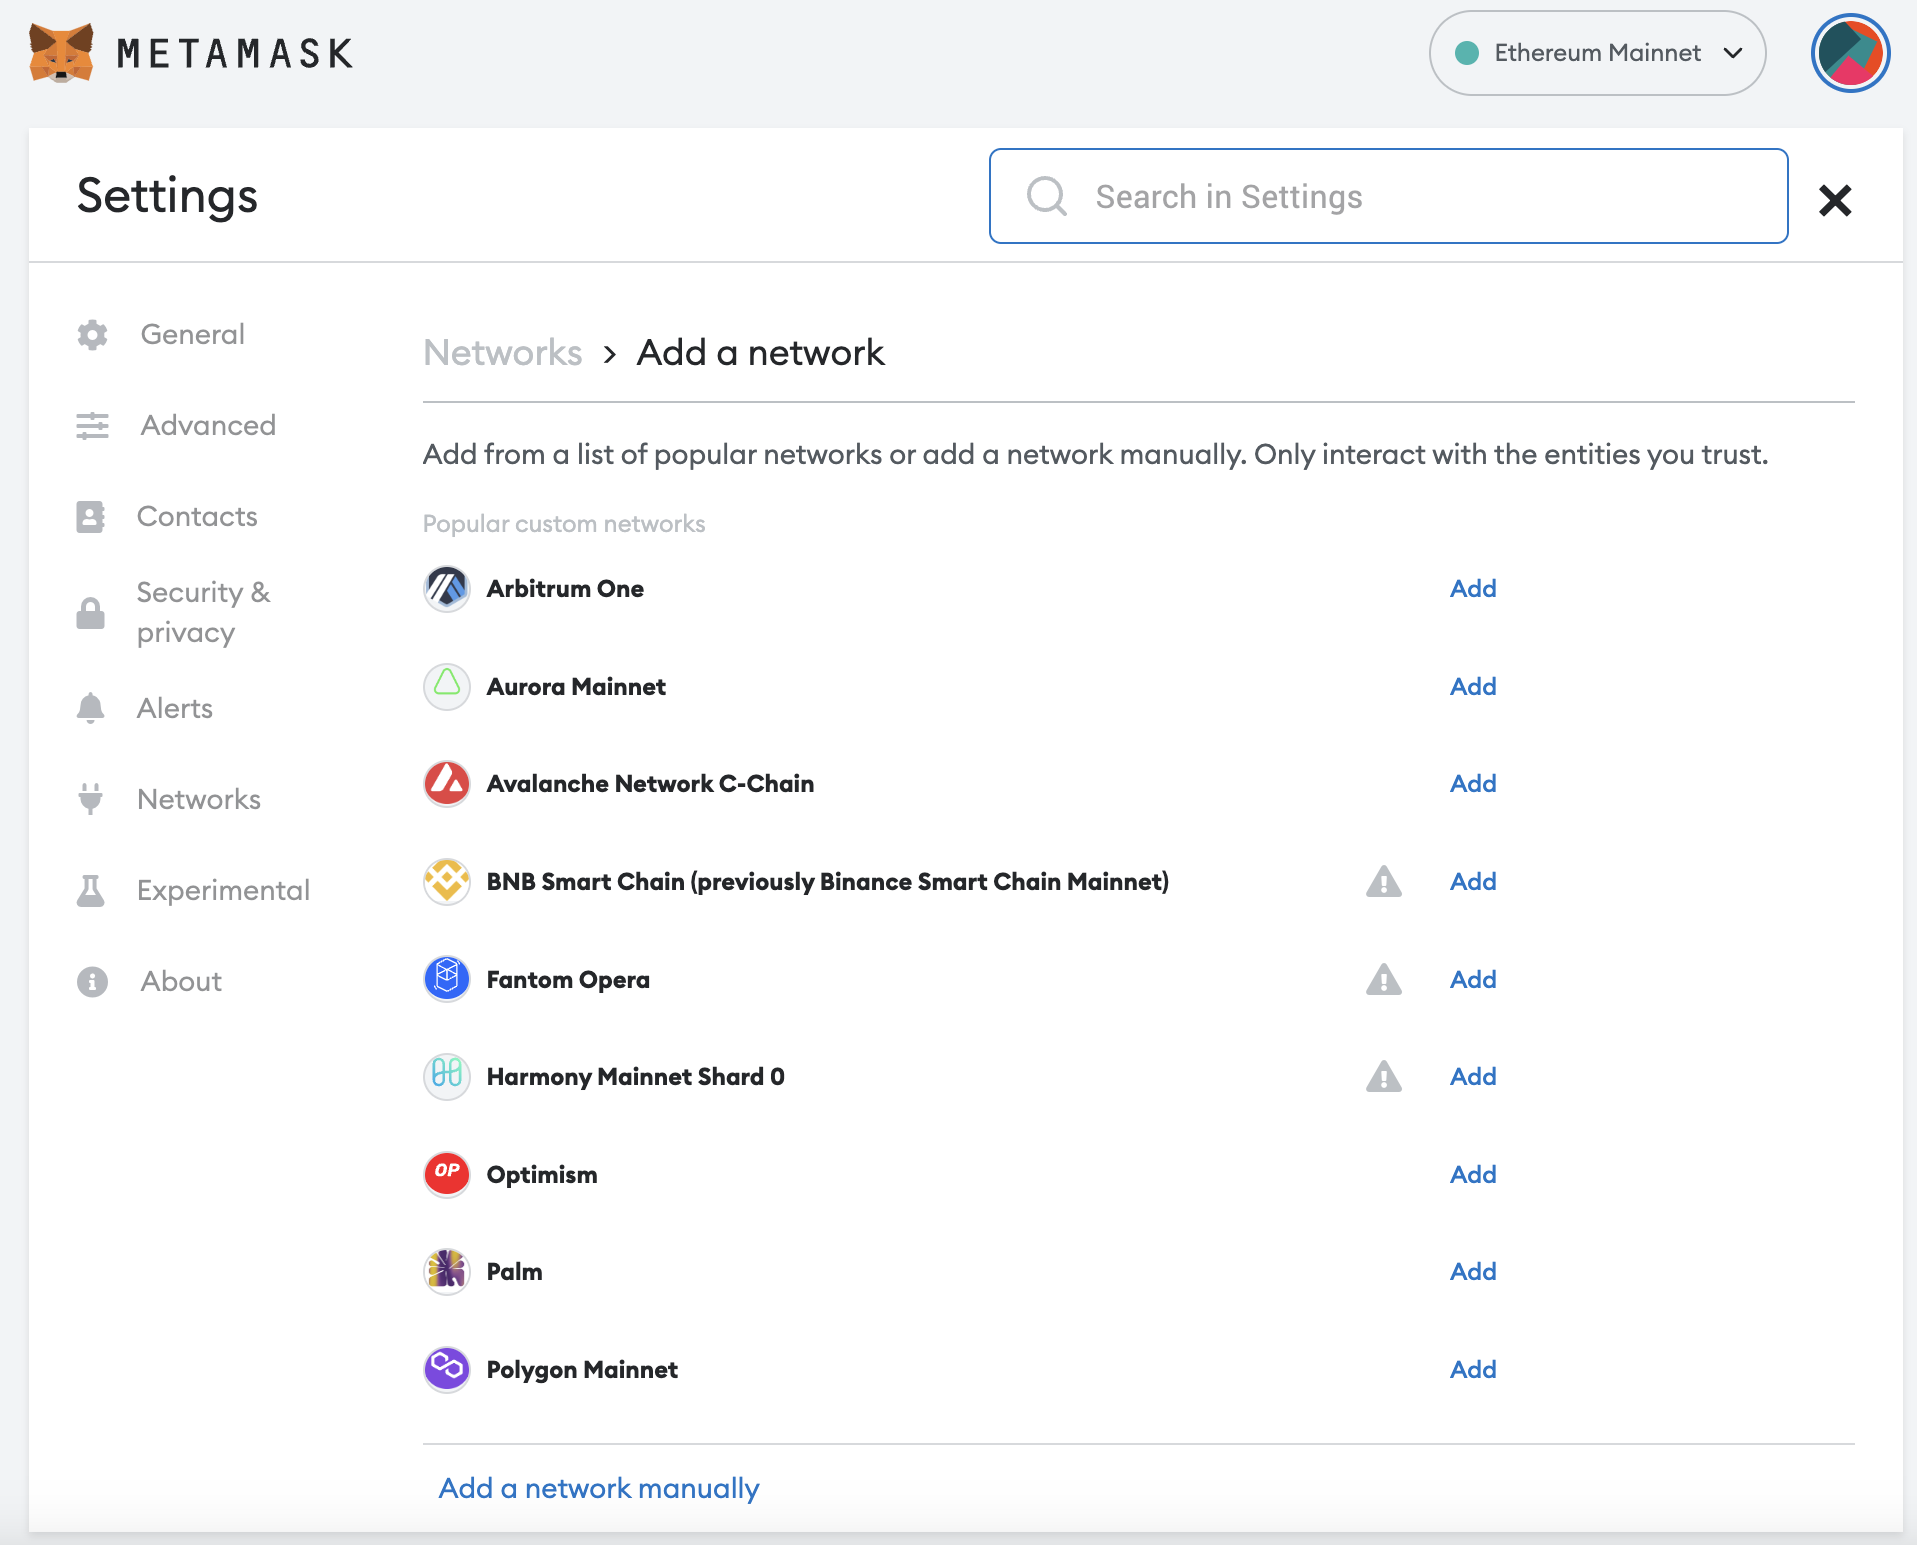 METAMASK
Ethereum Mainnet
Settings
Search in Settings
General
Advanced
Contacts
Security &
privacy
Alerts
Networks
Experimental
About
Networks > Add a network
Add from a list of popular networks or add a network manually. Only interact with the entities you trust.
Popular custom networks
Arbitrum One Add
Aurora Mainnet Add
Avalanche Network C-Chain Add
BNB Smart Chain (previously Binance Smart Chain Mainnet) Add
Fantom Opera Add
Harmony Mainnet Shard 0 Add
OP Optimism Add
Palm Add
Polygon Mainnet Add
Add a network manually